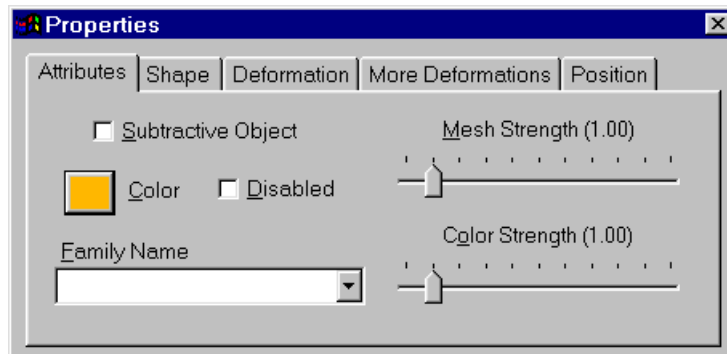 Properties
Attributes Shape Deformation More Deformations Position
Subtractive Object
Mesh Strength (1.00)
Color Disabled
Color Strength (1.00)
Family Name